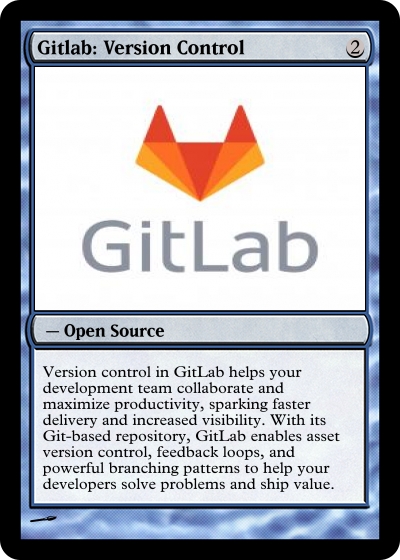 Gitlab: Version Control 2
GitLab
— Open Source
Version control in GitLab helps your
development team collaborate and
maximize productivity, sparking faster
delivery and increased visibility. With its
Git-based repository, GitLab enables asset
version control, feedback loops, and
powerful branching patterns to help your
developers solve problems and ship value.